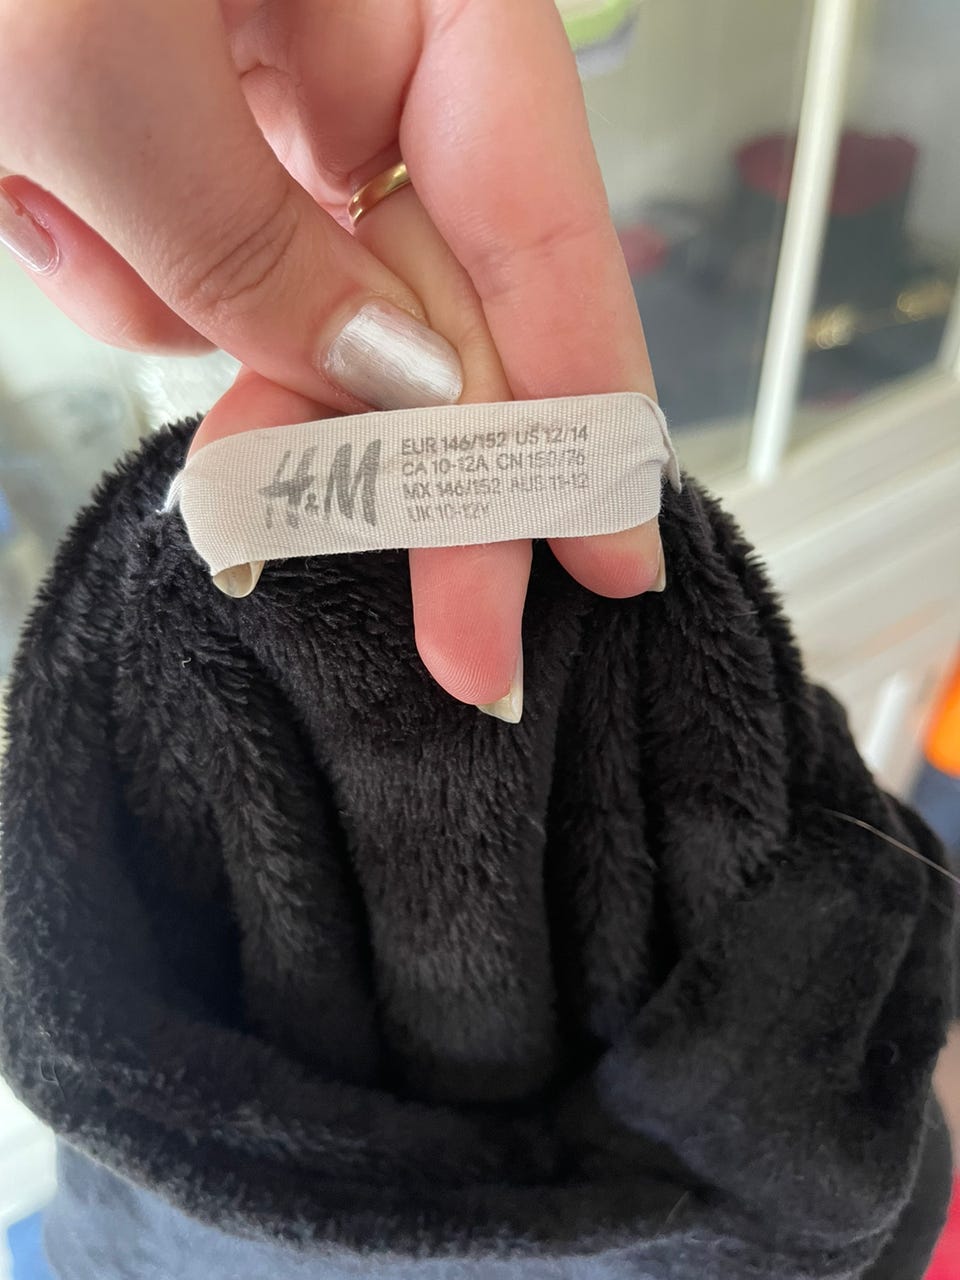 H&M
EUR 146/152 US 12/14
CA 10-12A CN 150/76
MX 146/152 AUS 11-12
UK 10-12Y